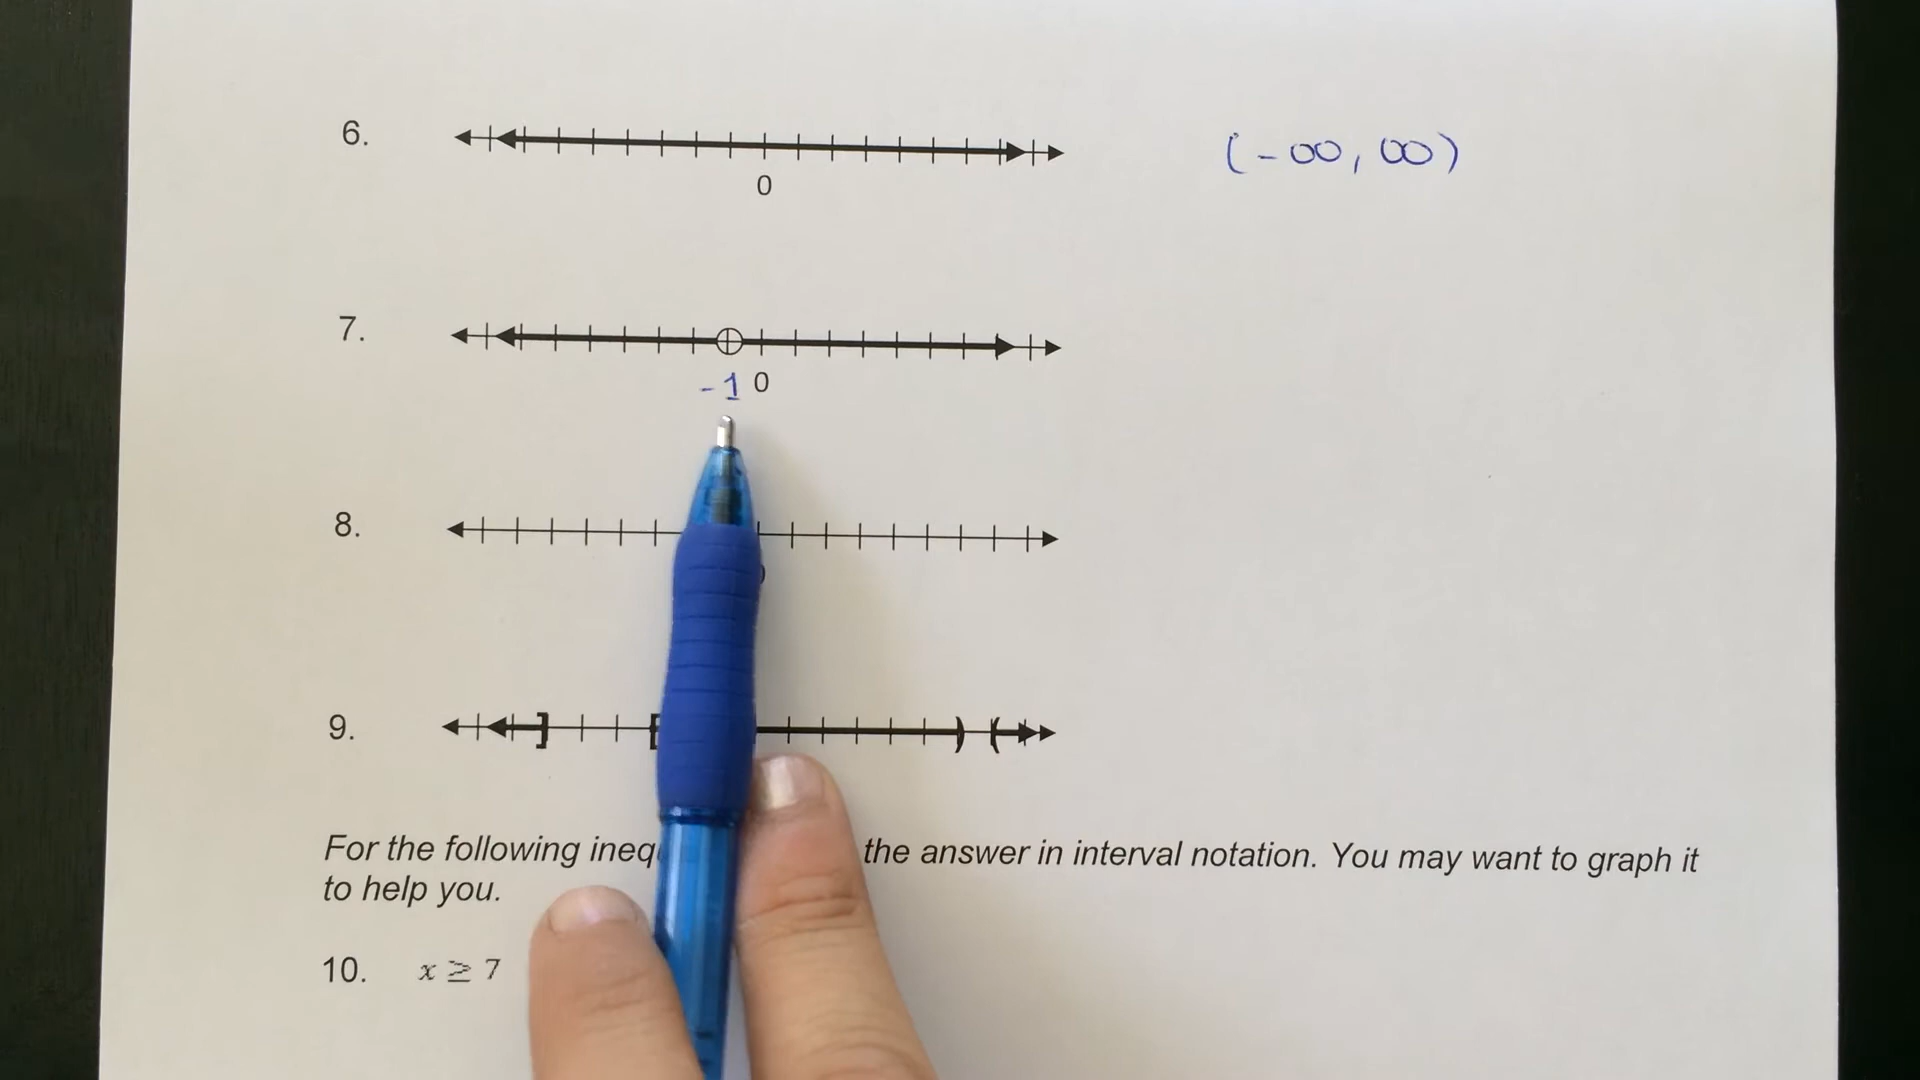 6. (-∞, ∞)
0
7.
-1 0
8.
9.
For the following the answer in interval notation. You may want to graph it
to help you.
10. x ≥ 7